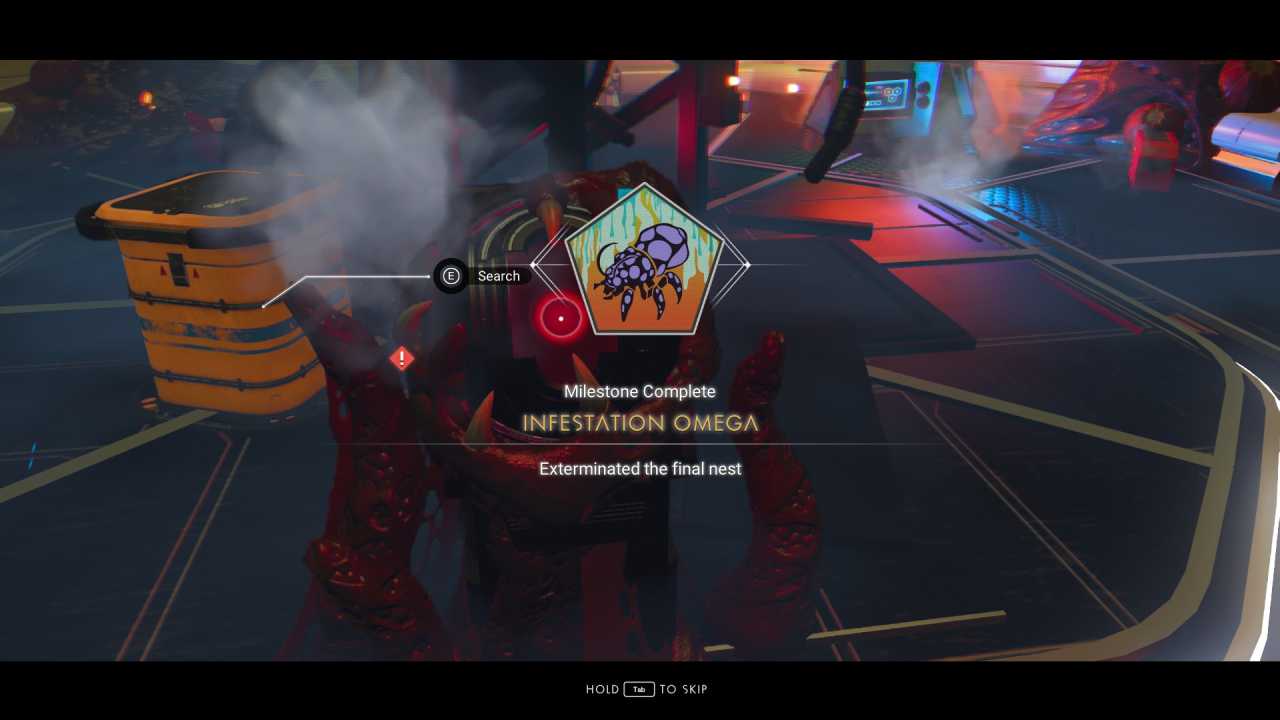 E Search
Milestone Complete
INFESTATION OMEGA
Exterminated the final nest
HOLD Tab TO SKIP